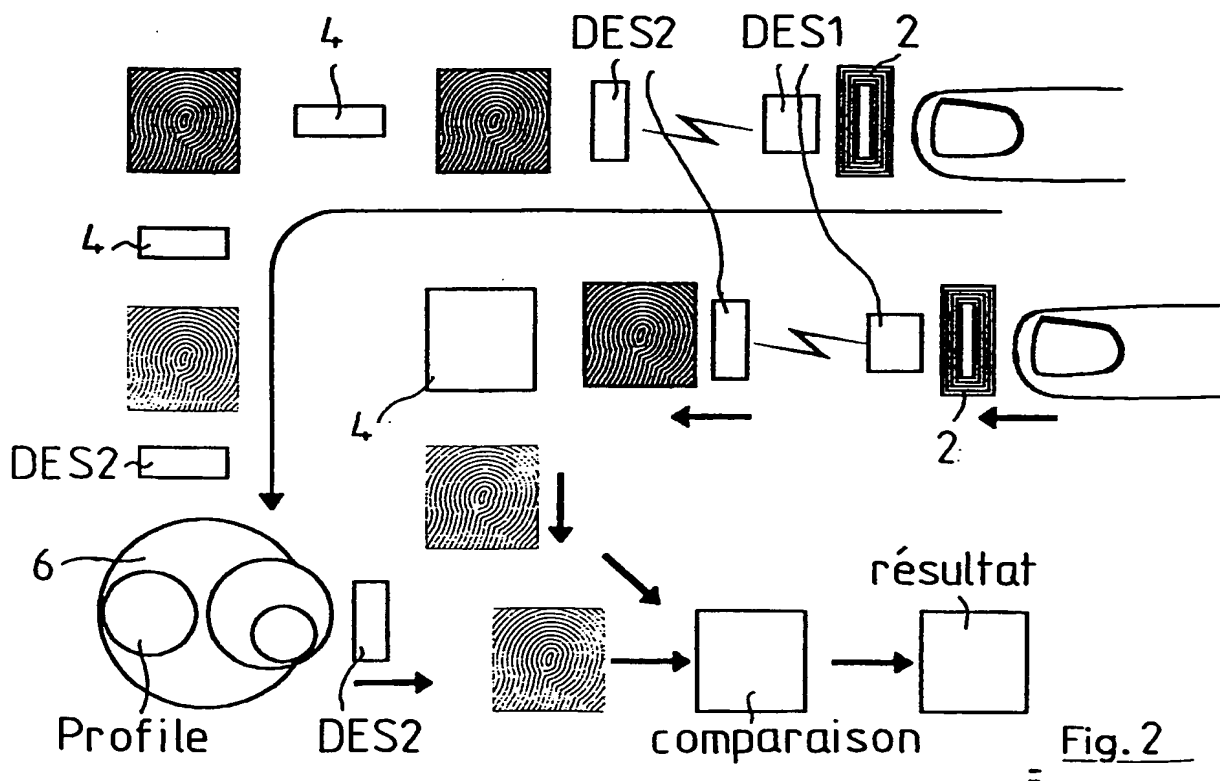 4 DES2 DES1 2
4
4
2
DES2
6
résultat
Profile DES2 comparaison
Fig. 2